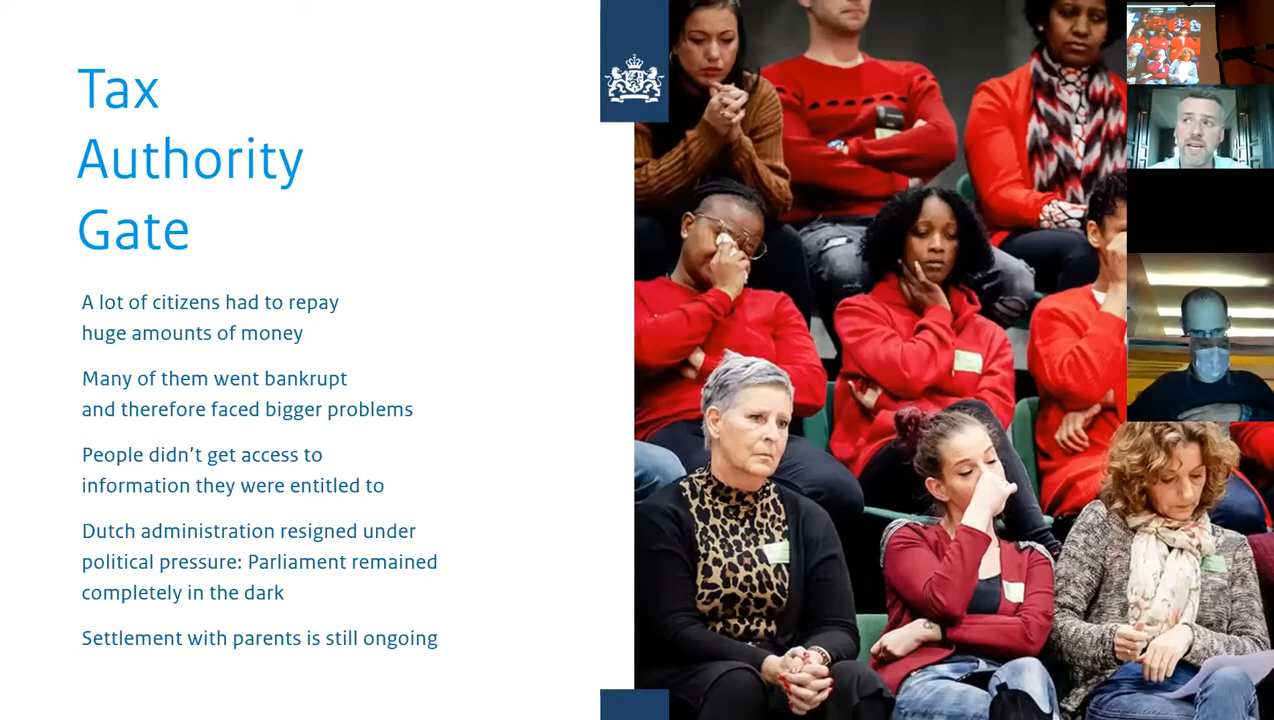 Tax
Authority
Gate
A lot of citizens had to repay
huge amounts of money
Many of them went bankrupt
and therefore faced bigger problems
People didn’t get access to
information they were entitled to
Dutch administration resigned under
political pressure: Parliament remained
completely in the dark
Settlement with parents is still ongoing